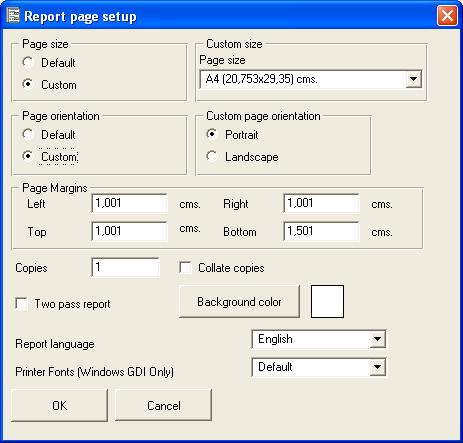 Report page setup
Page size
Default
Custom
Custom size
Page size
A4 (20,753x29,35) cms.
Page orientation
Default
Custom
Custom page orientation
Portrait
Landscape
Page Margins
Left 1,001 cms. Right 1,001 cms.
Top 1,001 cms. Bottom 1,501 cms.
Copies 1 Collate copies
Two pass report Background color
Report language English
Printer Fonts (Windows GDI Only) Default
OK Cancel